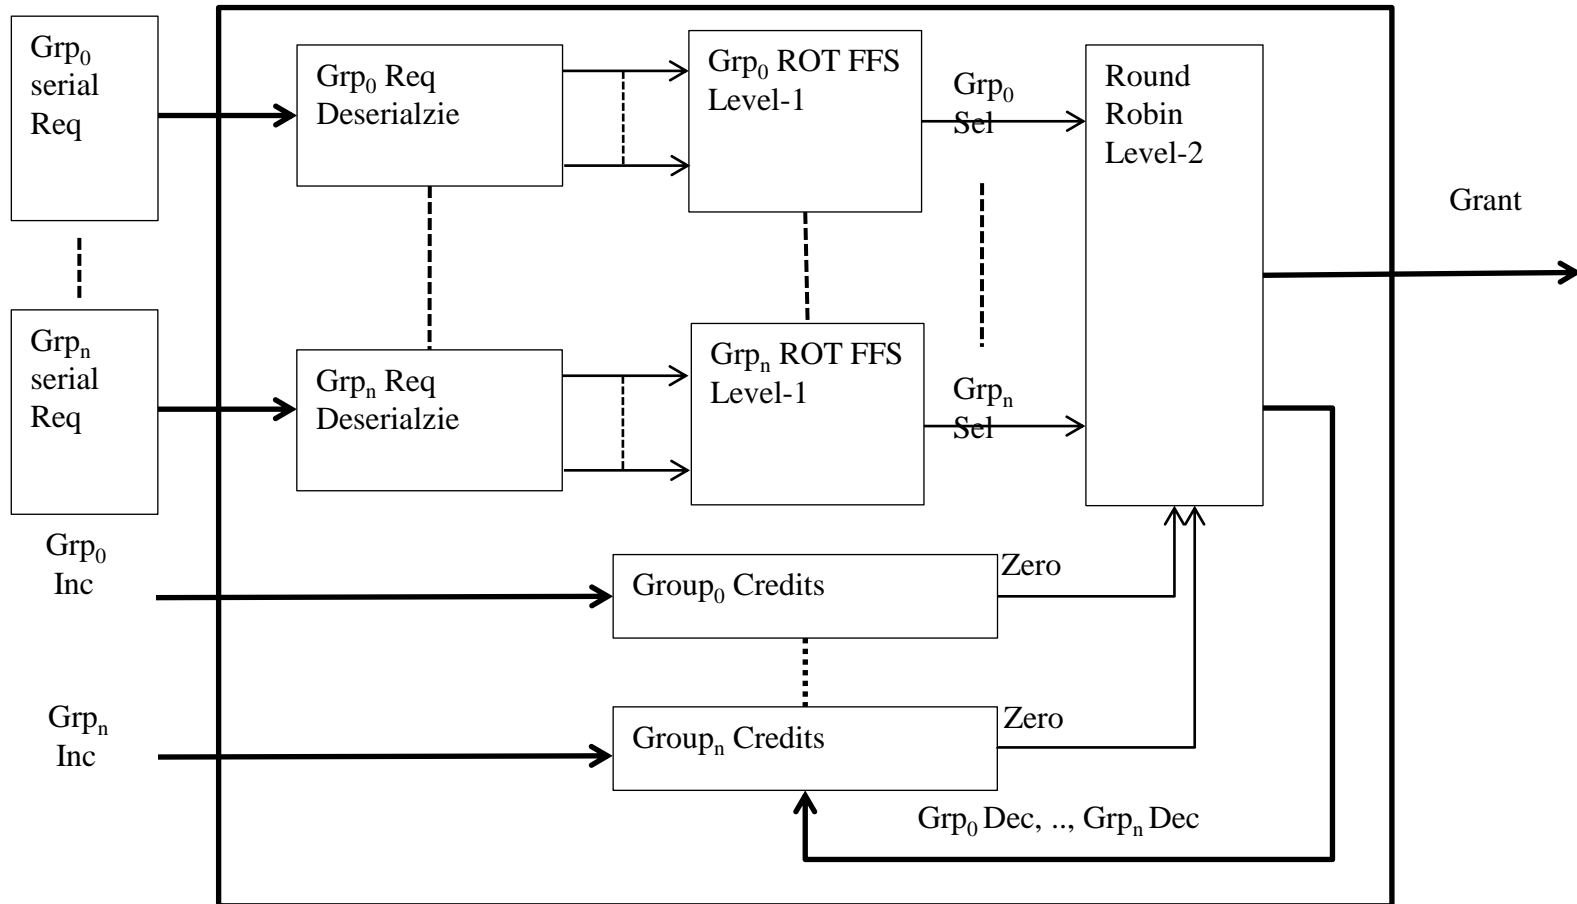 Grp₀
serial
Req
Grp₀ Req
Deserialzie
Grp₀ ROT FFS
Level-1
Grp₀
Sel
Round
Robin
Level-2
Grant
Grpₙ
serial
Req
Grpₙ Req
Deserialzie
Grpₙ ROT FFS
Level-1
Grpₙ
Sel
Grp₀
Inc
Group₀ Credits
Zero
Grpₙ
Inc
Groupₙ Credits
Zero
Grp₀ Dec, .., Grpₙ Dec